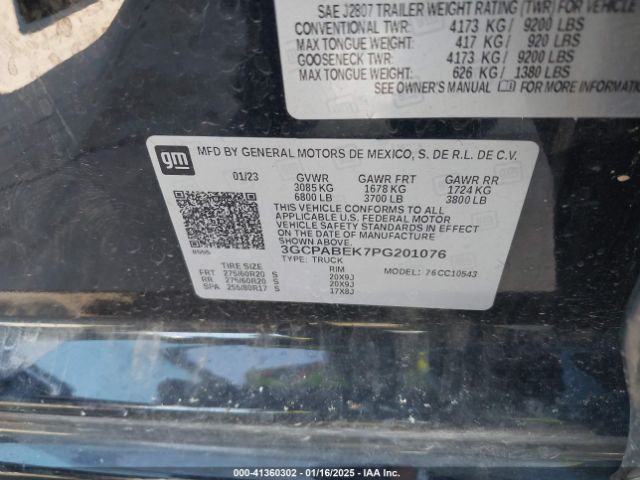 SAE J2807 TRAILER WEIGHT RATING (TWR) FOR VEHICLE
CONVENTIONAL TWR: 4173 KG / 9200 LBS
MAX TONGUE WEIGHT: 417 KG / 920 LBS
GOOSENECK TWR: 4173 KG / 9200 LBS
MAX TONGUE WEIGHT: 626 KG / 1380 LBS
SEE OWNER'S MANUAL FOR MORE INFORMATION
gm
MFD BY GENERAL MOTORS DE MEXICO, S. DE R.L. DE C.V.
01/23 GVWR GAWR FRT GAWR RR
3085 KG 1678 KG 1724 KG
6800 LB 3700 LB 3800 LB
THIS VEHICLE CONFORMS TO ALL
APPLICABLE U.S. FEDERAL MOTOR
VEHICLE SAFETY STANDARDS IN EFFECT
ON THE DATE OF MANUFACTURE
3GCPABEK7PG201076
TYPE: TRUCK
TIRE SIZE RIM MODEL: 76CC10543
FRT 275/60R20 S 20X9J
RR 275/60R20 S 20X9J
SPA 255/80R17 S 17X8J
000-41360302 - 01/16/2025 - IAA Inc.